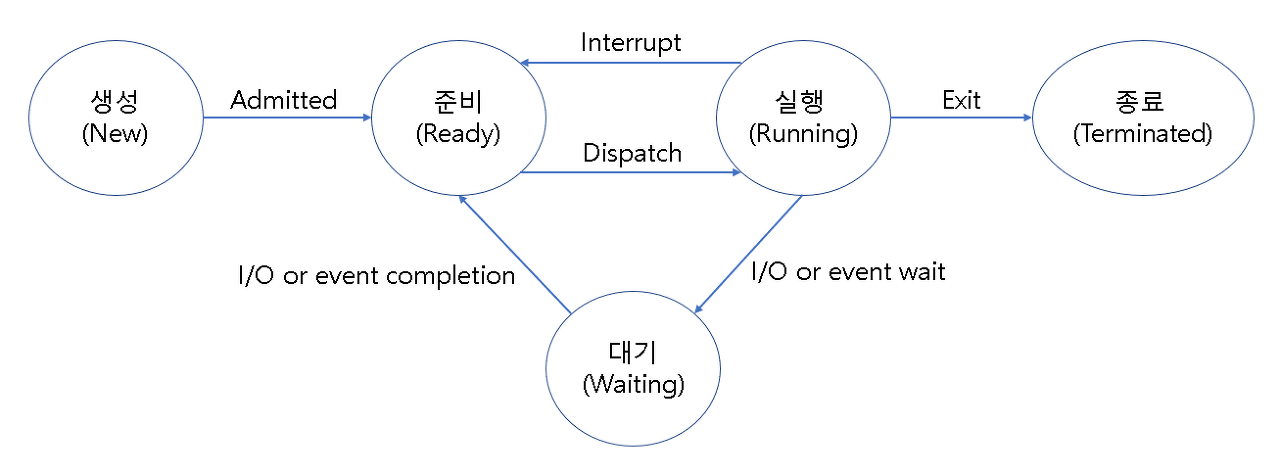 Interrupt
생성
(New)
Admitted
준비
(Ready)
실행
(Running)
Exit
종료
(Terminated)
Dispatch
I/O or event completion
I/O or event wait
대기
(Waiting)